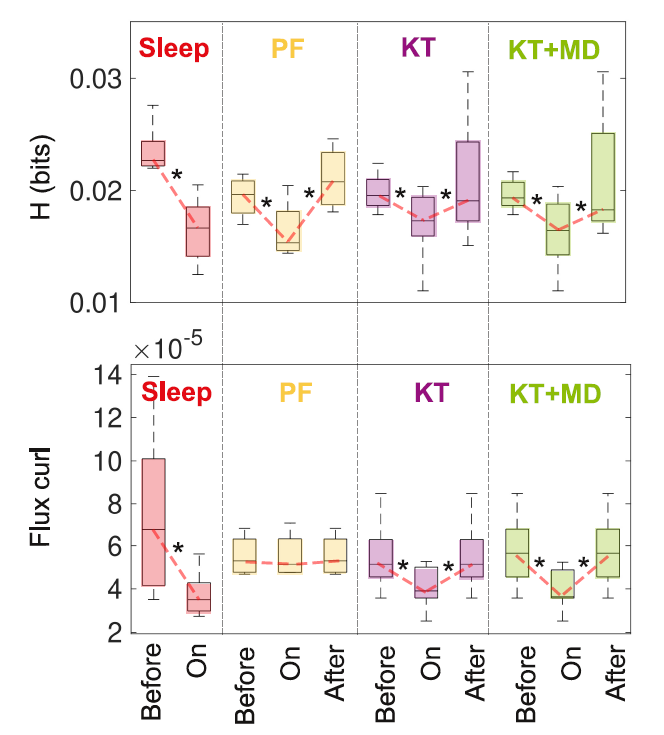 Sleep PF KT KT+MD
H (bits)
0.03
0.02
0.01
* * * * * * *
×10-5
Sleep PF KT KT+MD
Flux curl
14
12
10
8
6
4
2
* * * * *
Before On Before On After Before On After Before On After